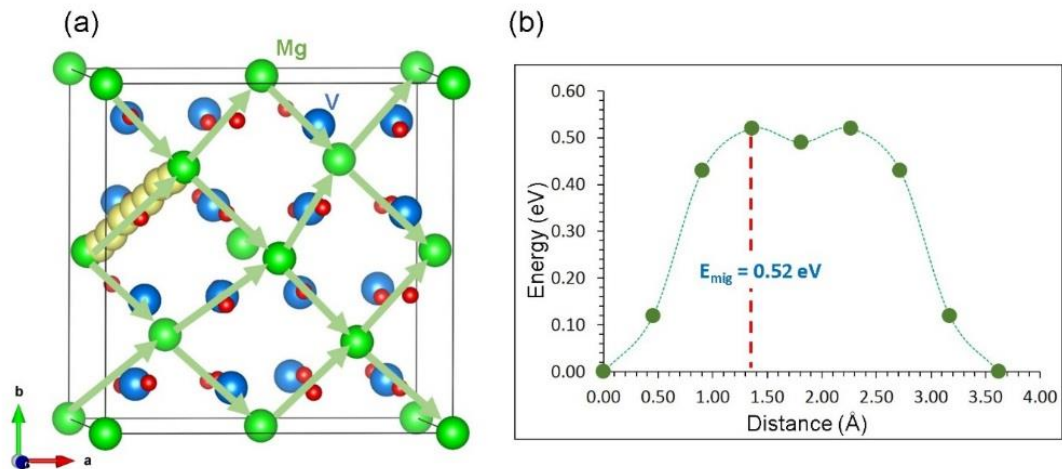 (a)
Mg
V
b
a
(b)
Energy (eV)
0.60
0.50
0.40
0.30
0.20
0.10
0.00
E_mig = 0.52 eV
0.00 0.50 1.00 1.50 2.00 2.50 3.00 3.50 4.00
Distance (Å)